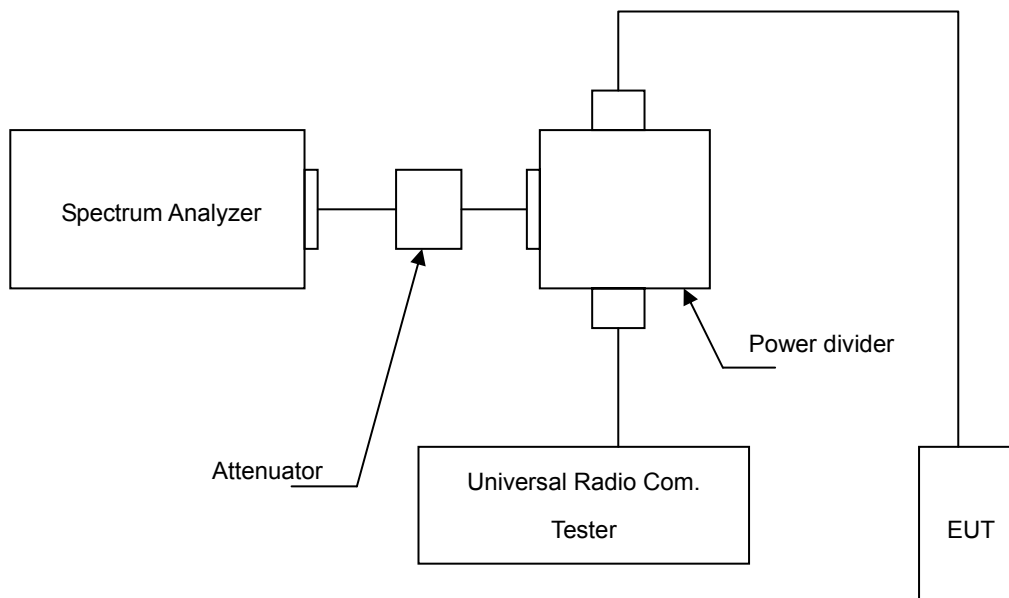 Spectrum Analyzer
Power divider
Attenuator
Universal Radio Com.
Tester
EUT